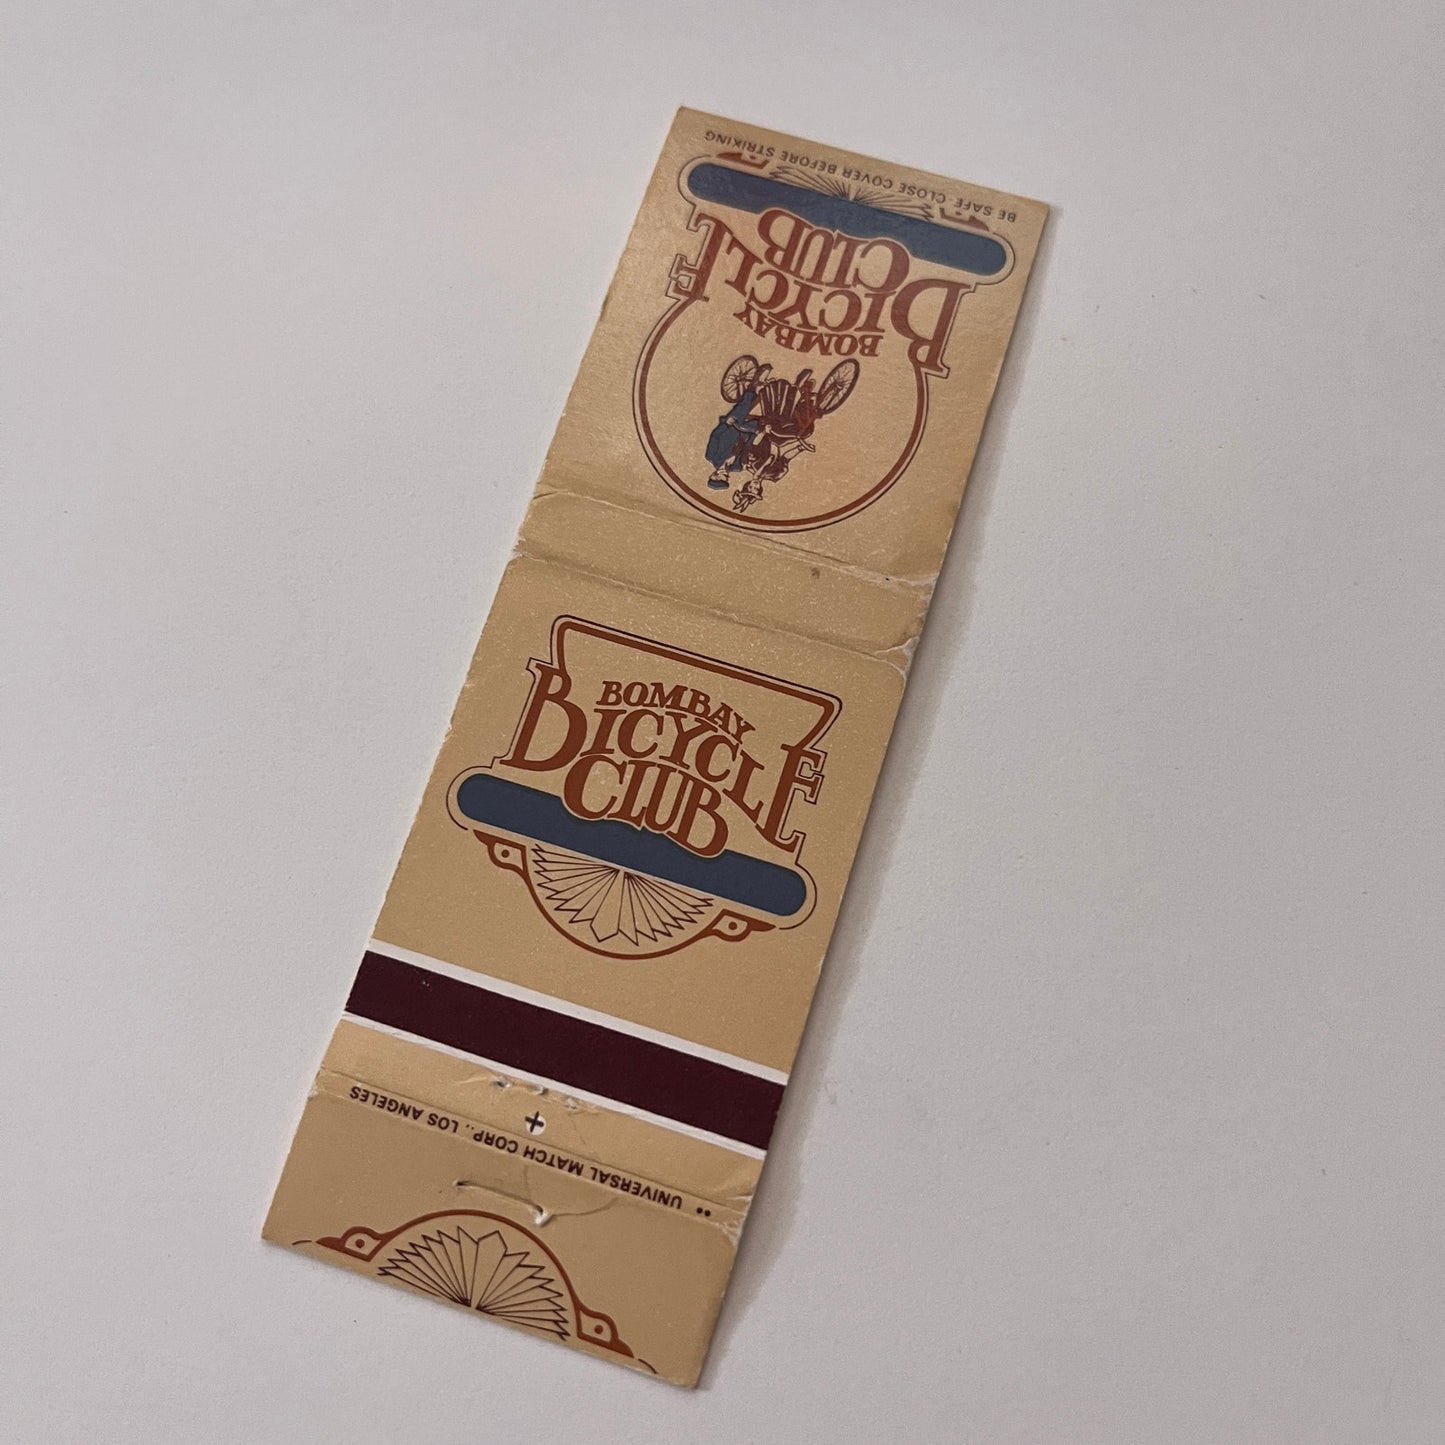 BE SAFE-CLOSE COVER BEFORE STRIKING
BOMBAY
BICYCLE
CLUB
BOMBAY
BICYCLE
CLUB
UNIVERSAL MATCH CORP., LOS ANGELES